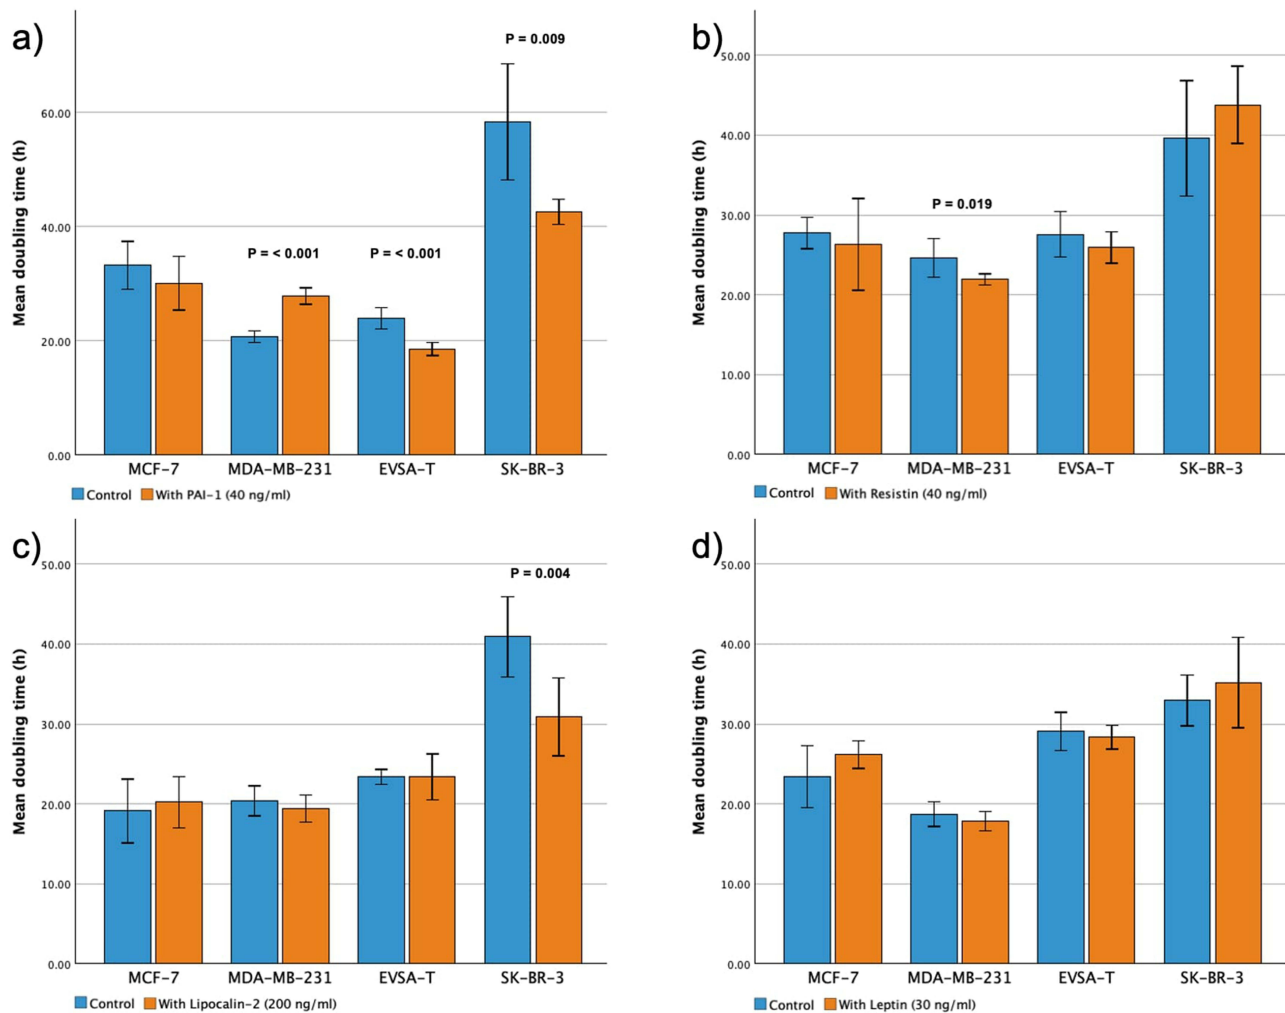 a)
P = 0.009
60.00
Mean doubling time (h)
P = < 0.001 P = < 0.001
40.00
20.00
0.00
MCF-7 MDA-MB-231 EVSA-T SK-BR-3
Control With PAI-1 (40 ng/ml)
b)
50.00
Mean doubling time (h)
40.00
P = 0.019
30.00
20.00
10.00
0.00
MCF-7 MDA-MB-231 EVSA-T SK-BR-3
Control With Resistin (40 ng/ml)
c)
50.00
P = 0.004
Mean doubling time (h)
40.00
30.00
20.00
10.00
0.00
MCF-7 MDA-MB-231 EVSA-T SK-BR-3
Control With Lipocalin-2 (200 ng/ml)
d)
50.00
Mean doubling time (h)
40.00
30.00
20.00
10.00
0.00
MCF-7 MDA-MB-231 EVSA-T SK-BR-3
Control With Leptin (30 ng/ml)